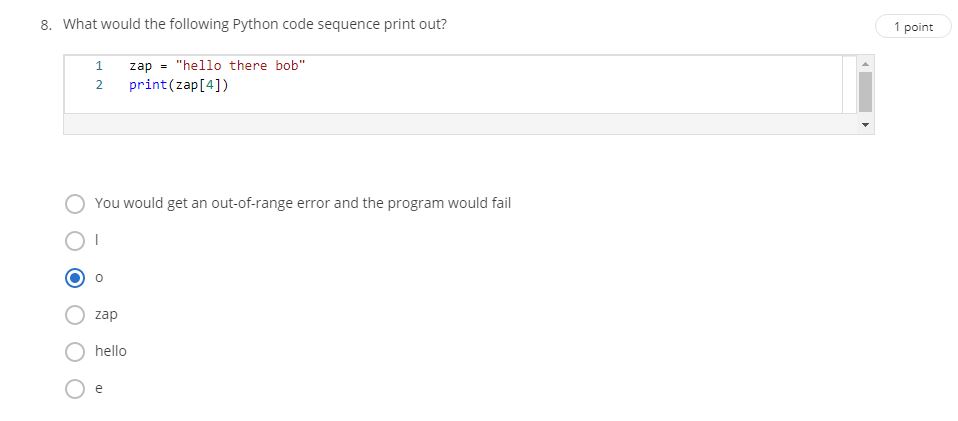 8. What would the following Python code sequence print out?
1 point
1 zap = "hello there bob"
2 print(zap[4])
You would get an out-of-range error and the program would fail
l
o
zap
hello
e